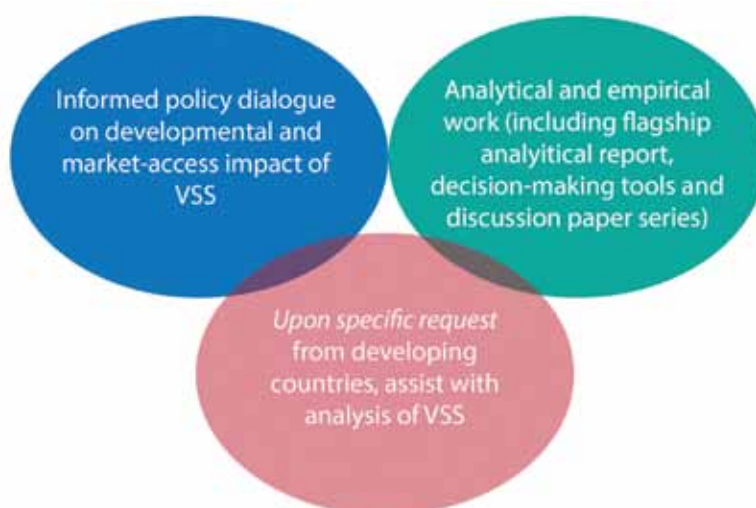 Informed policy dialogue
on developmental and
market-access impact of
VSS
Analytical and empirical
work (including flagship
analyitical report,
decision-making tools and
discussion paper series)
Upon specific request
from developing
countries, assist with
analysis of VSS